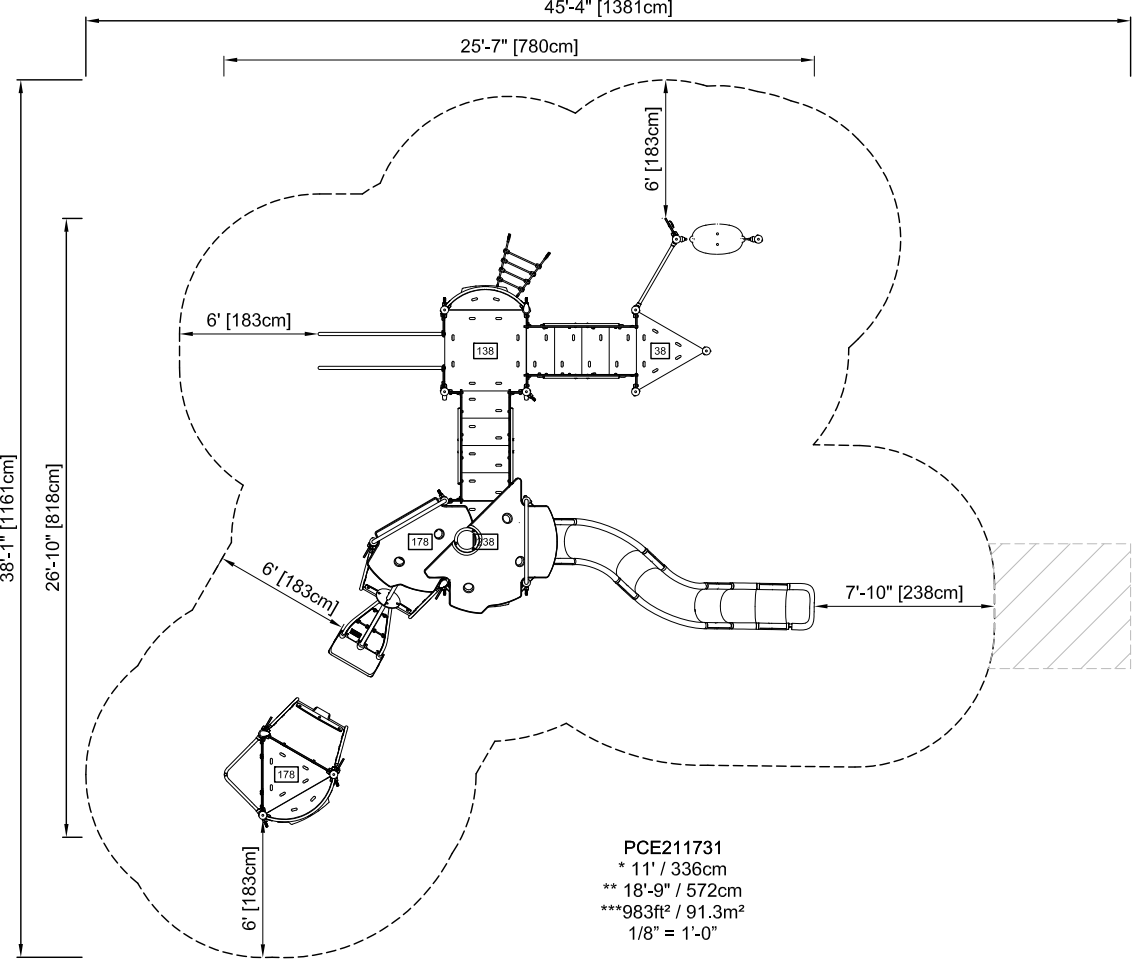 45'-4" [1381cm]
25'-7" [780cm]
6' [183cm]
6' [183cm]
138
38
38'-1" [1161cm]
26'-10" [818cm]
178
38
6' [183cm]
7'-10" [238cm]
178
6' [183cm]
PCE211731
* 11' / 336cm
** 18'-9" / 572cm
***983ft² / 91.3m²
1/8” = 1'-0”